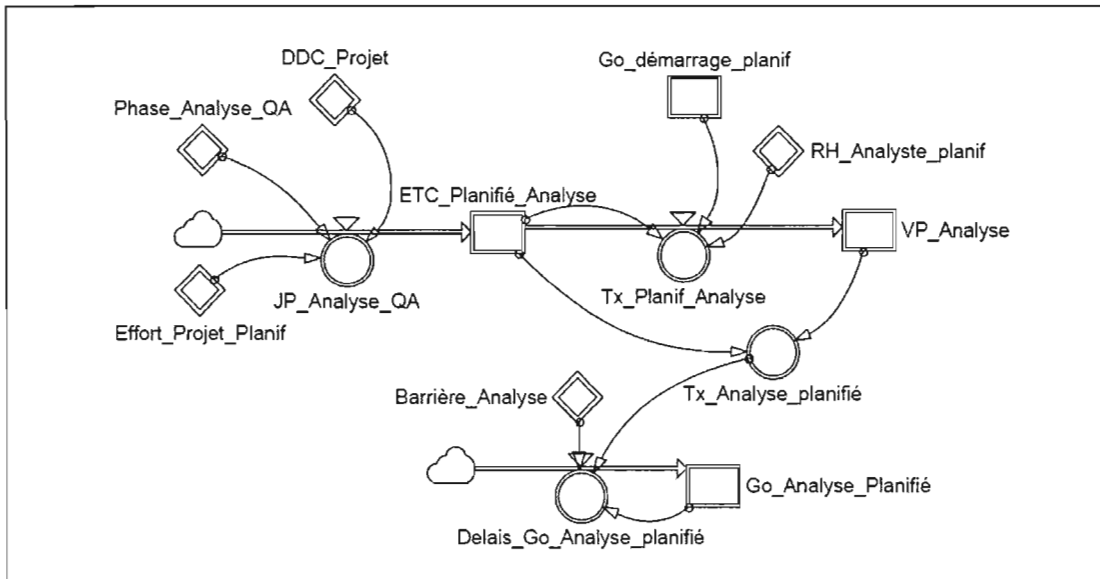 DDC_Projet
Go_démarrage_planif
Phase_Analyse_QA
RH_Analyste_planif
ETC_Planifié_Analyse
VP_Analyse
JP_Analyse_QA
Tx_Planif_Analyse
Effort_Projet_Planif
Tx_Analyse_planifié
Barrière_Analyse
Go_Analyse_Planifié
Delais_Go_Analyse_planifié